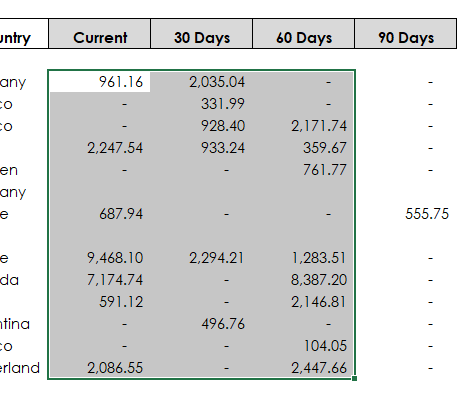 untry Current 30 Days 60 Days 90 Days
any 961.16 2,035.04 - -
co - 331.99 - -
co - 928.40 2,171.74 -
2,247.54 933.24 359.67 -
en - - 761.77 -
any
e 687.94 - - 555.75
e 9,468.10 2,294.21 1,283.51 -
da 7,174.74 - 8,387.20 -
591.12 - 2,146.81 -
ntina - 496.76 - -
co - - 104.05 -
erland 2,086.55 - 2,447.66 -